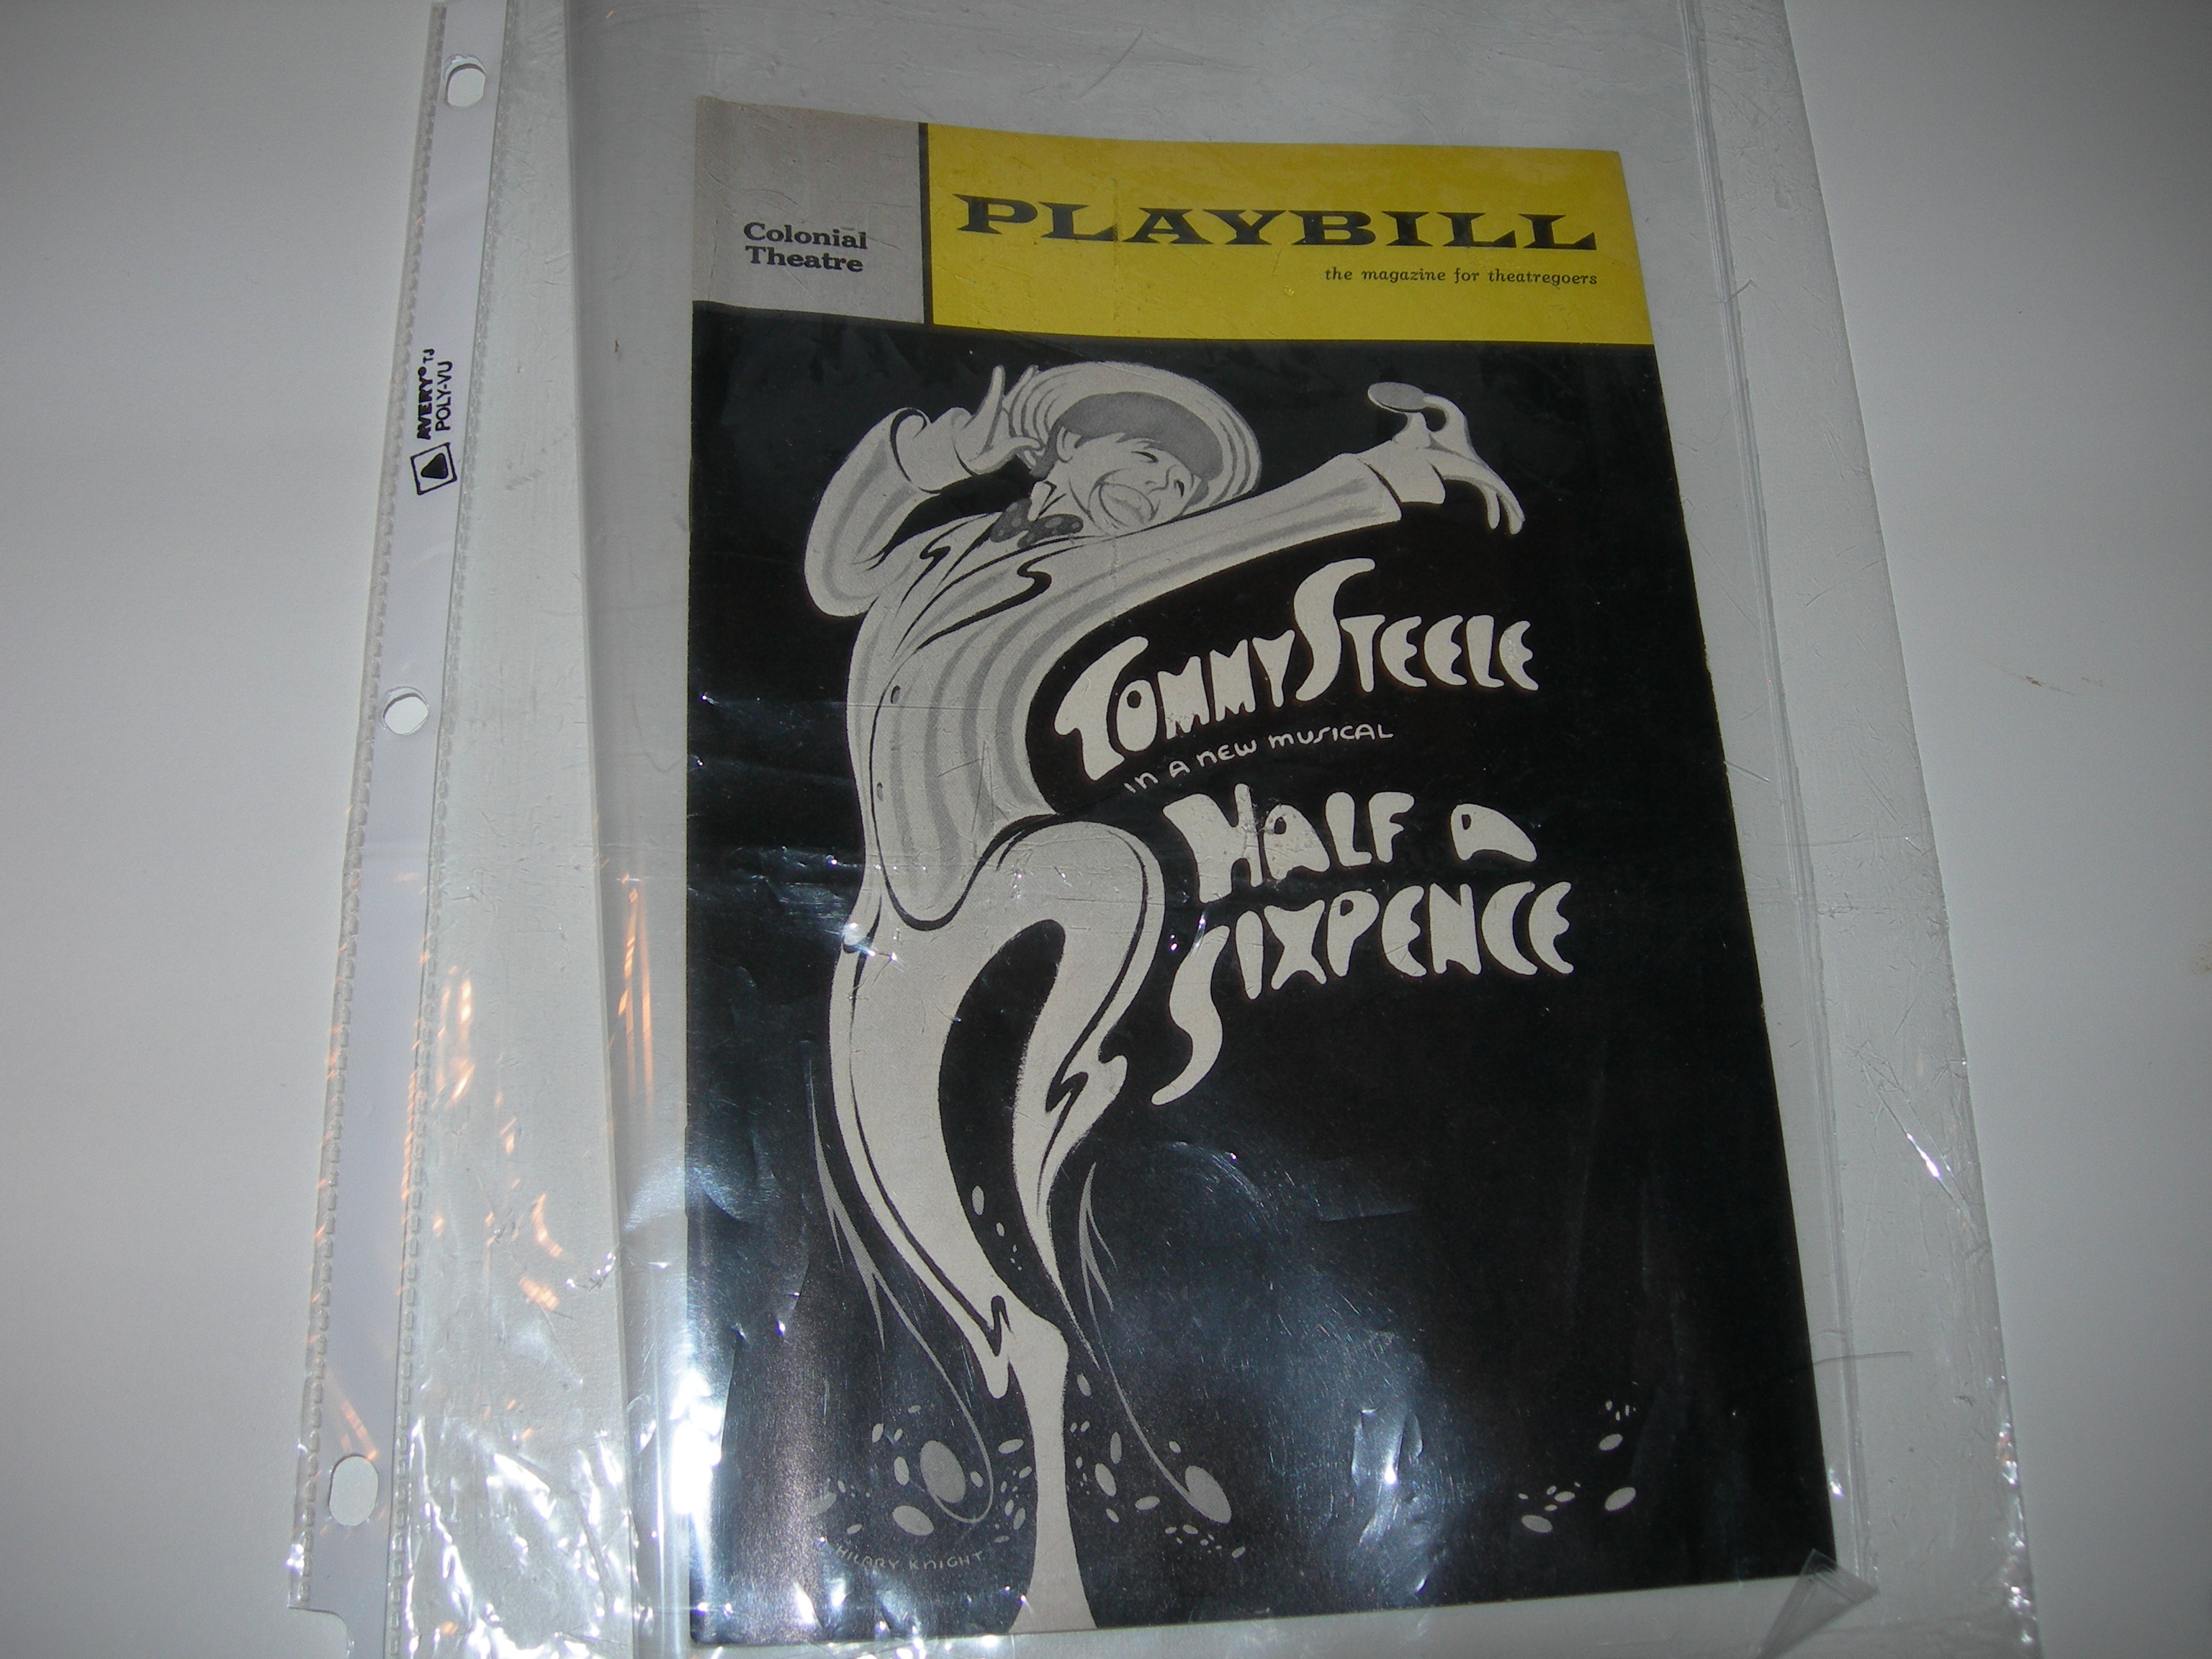 Colonial
Theatre
PLAYBILL
the magazine for theatregoers
AVERY® TJ
POLY-VU
TOMMY STEELE
IN A NEW MUSICAL
HALF A
SIXPENCE
HILARY KNIGHT